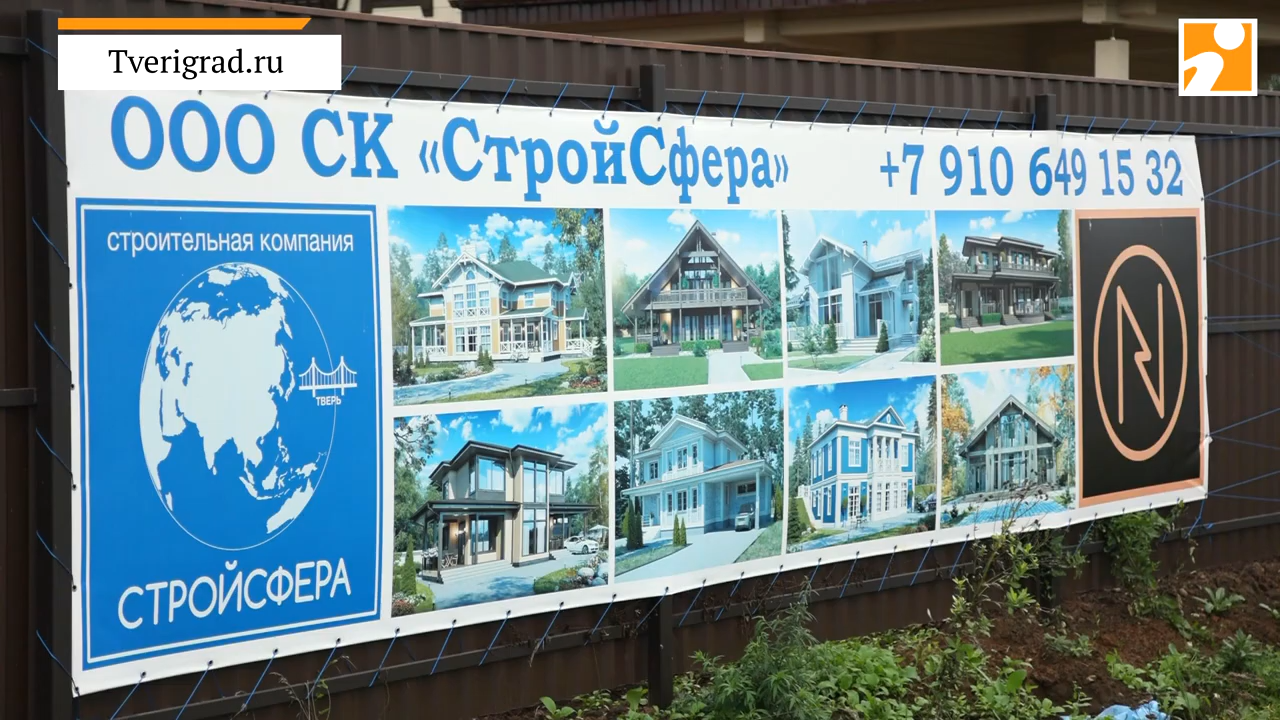 Tverigrad.ru
ООО СК «СтройСфера» +7 910 649 15 32
строительная компания
ТВЕРЬ
СТРОЙСФЕРА
N